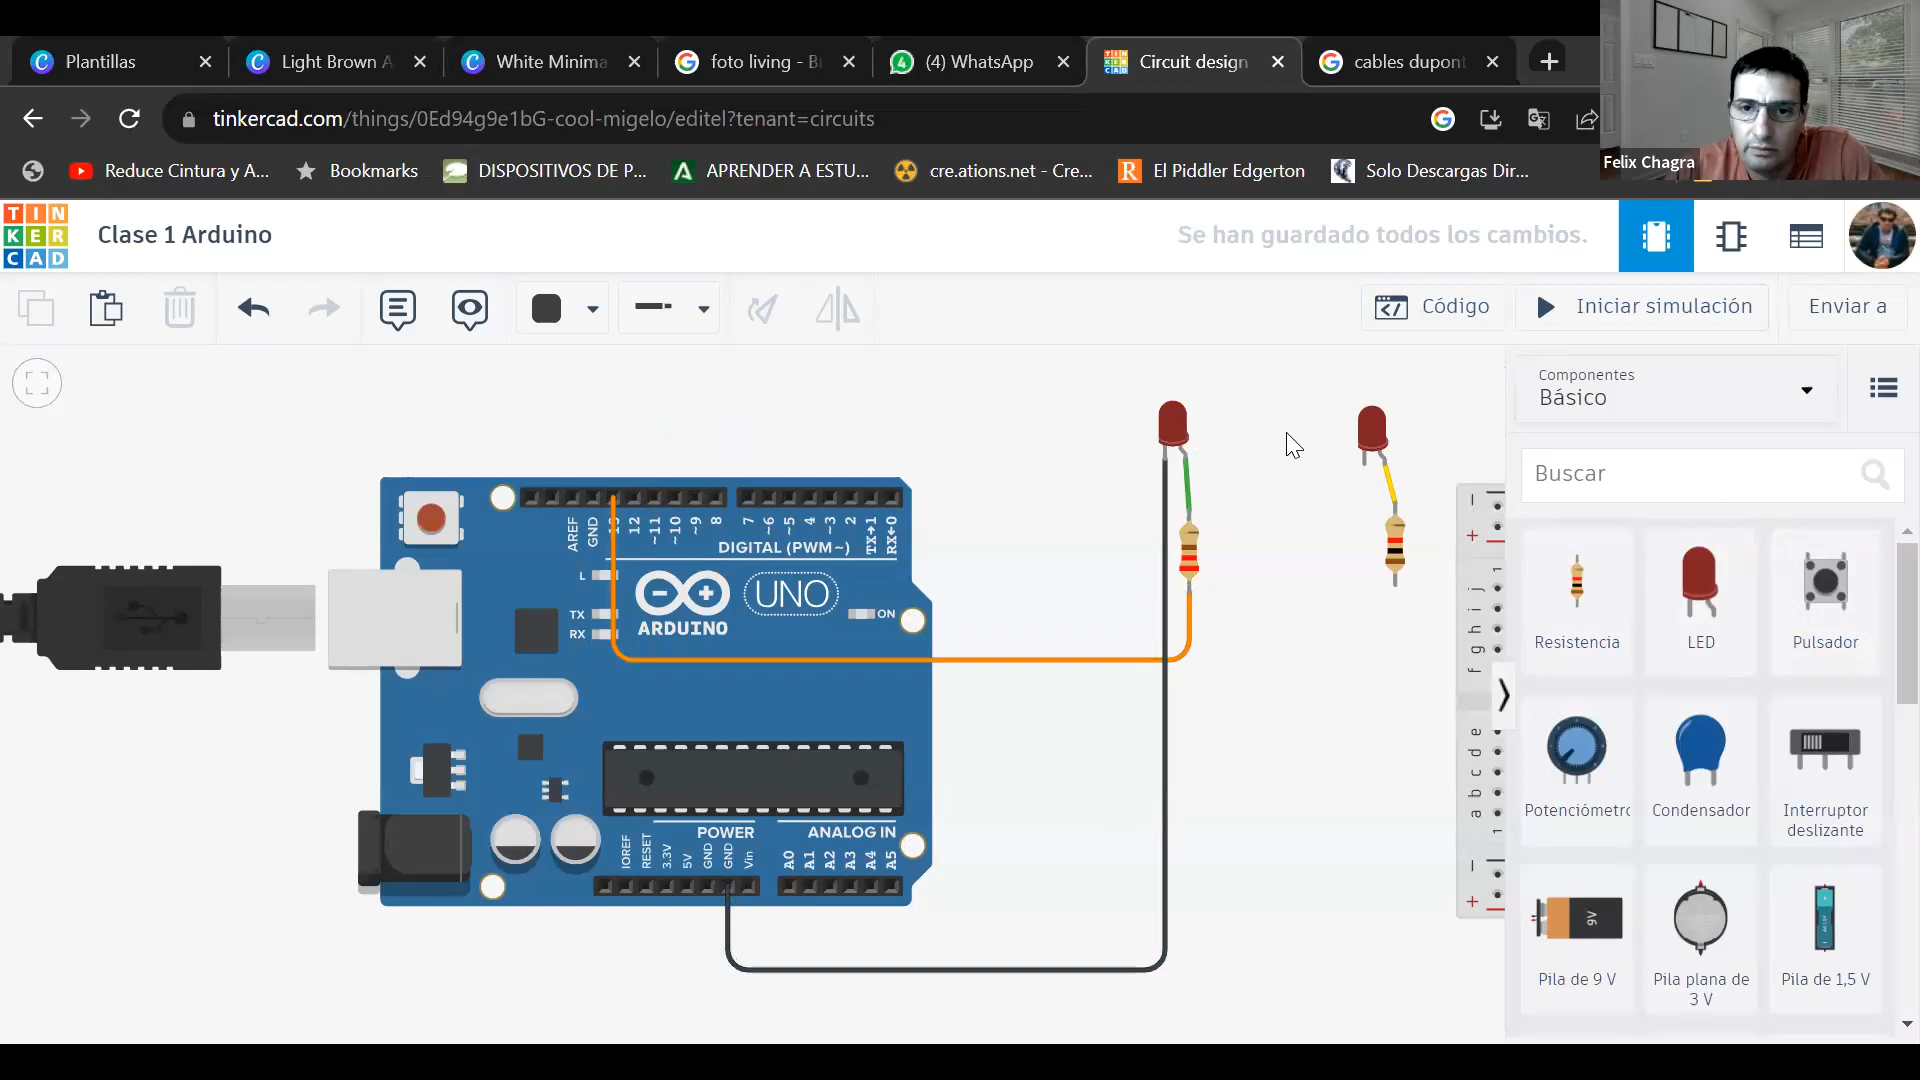 Plantillas
Light Brown A
White Minima
foto living - B
(4) WhatsApp
Circuit design
cables dupont
tinkercad.com/things/0Ed94g9e1bG-cool-migelo/editel?tenant=circuits
Felix Chagra
Reduce Cintura y A...
Bookmarks
DISPOSITIVOS DE P...
APRENDER A ESTU...
cre.ations.net - Cre...
El Piddler Edgerton
Solo Descargas Dir...
TIN
KER
CAD
Clase 1 Arduino
Se han guardado todos los cambios.
Código
Iniciar simulación
Enviar a
Componentes
Básico
Buscar
AREF
GND
13
12
~11
~10
~9
8
7
~6
~5
4
~3
2
TX→1
RX←0
DIGITAL (PWM~)
L
TX
RX
ARDUINO
UNO
ON
POWER
ANALOG IN
IOREF
RESET
3.3V
5V
GND
GND
Vin
A0
A1
A2
A3
A4
A5
1
j
i
h
g
f
e
d
c
b
a
1
Resistencia
LED
Pulsador
Potenciómetro
Condensador
Interruptor
deslizante
9V
Pila de 9 V
Pila plana de
3 V
Pila de 1,5 V